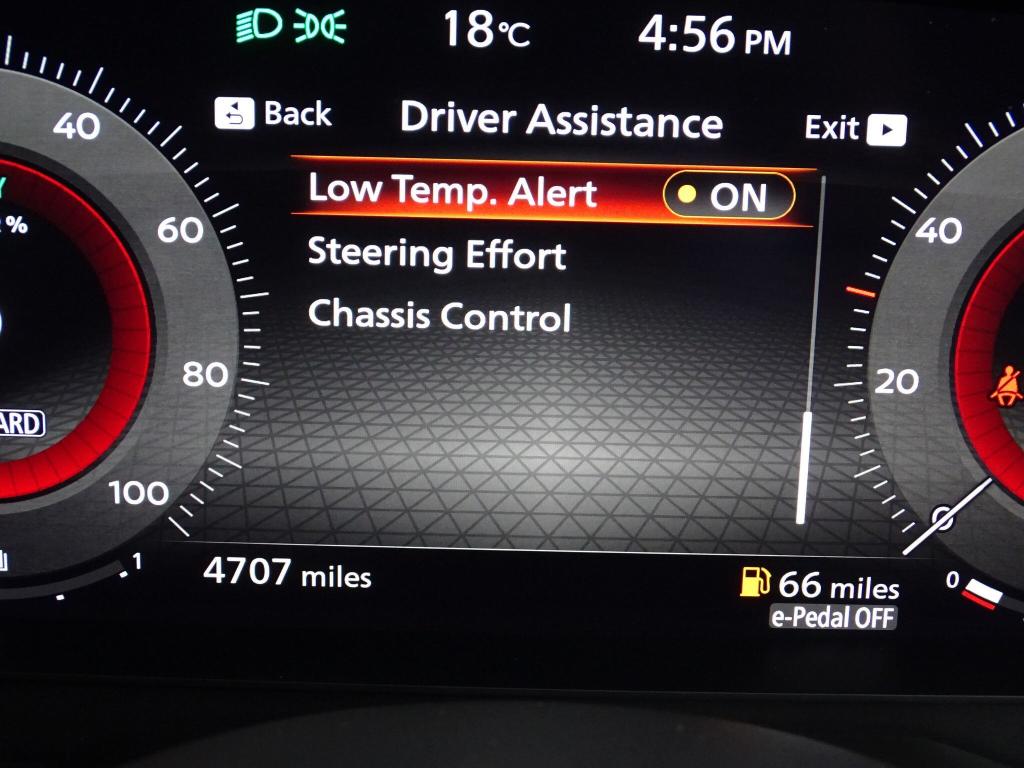 18°C 4:56 PM
Back Driver Assistance Exit
Low Temp. Alert ON
Steering Effort
Chassis Control
40
60
80
100
%
1
40
20
0
4707 miles
66 miles
e-Pedal OFF